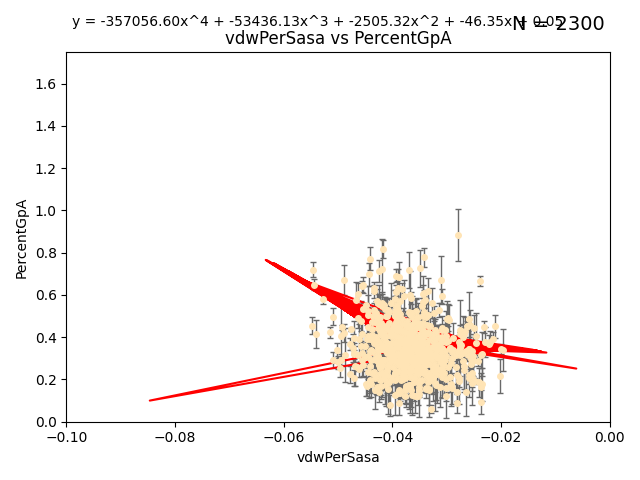 y = -357056.60x^4 + -53436.13x^3 + -2505.32x^2 + -46.35x + 0.05
N = 2300
vdwPerSasa vs PercentGpA
1.6
1.4
1.2
1.0
0.8
0.6
0.4
0.2
0.0
PercentGpA
−0.10 −0.08 −0.06 −0.04 −0.02 0.00
vdwPerSasa